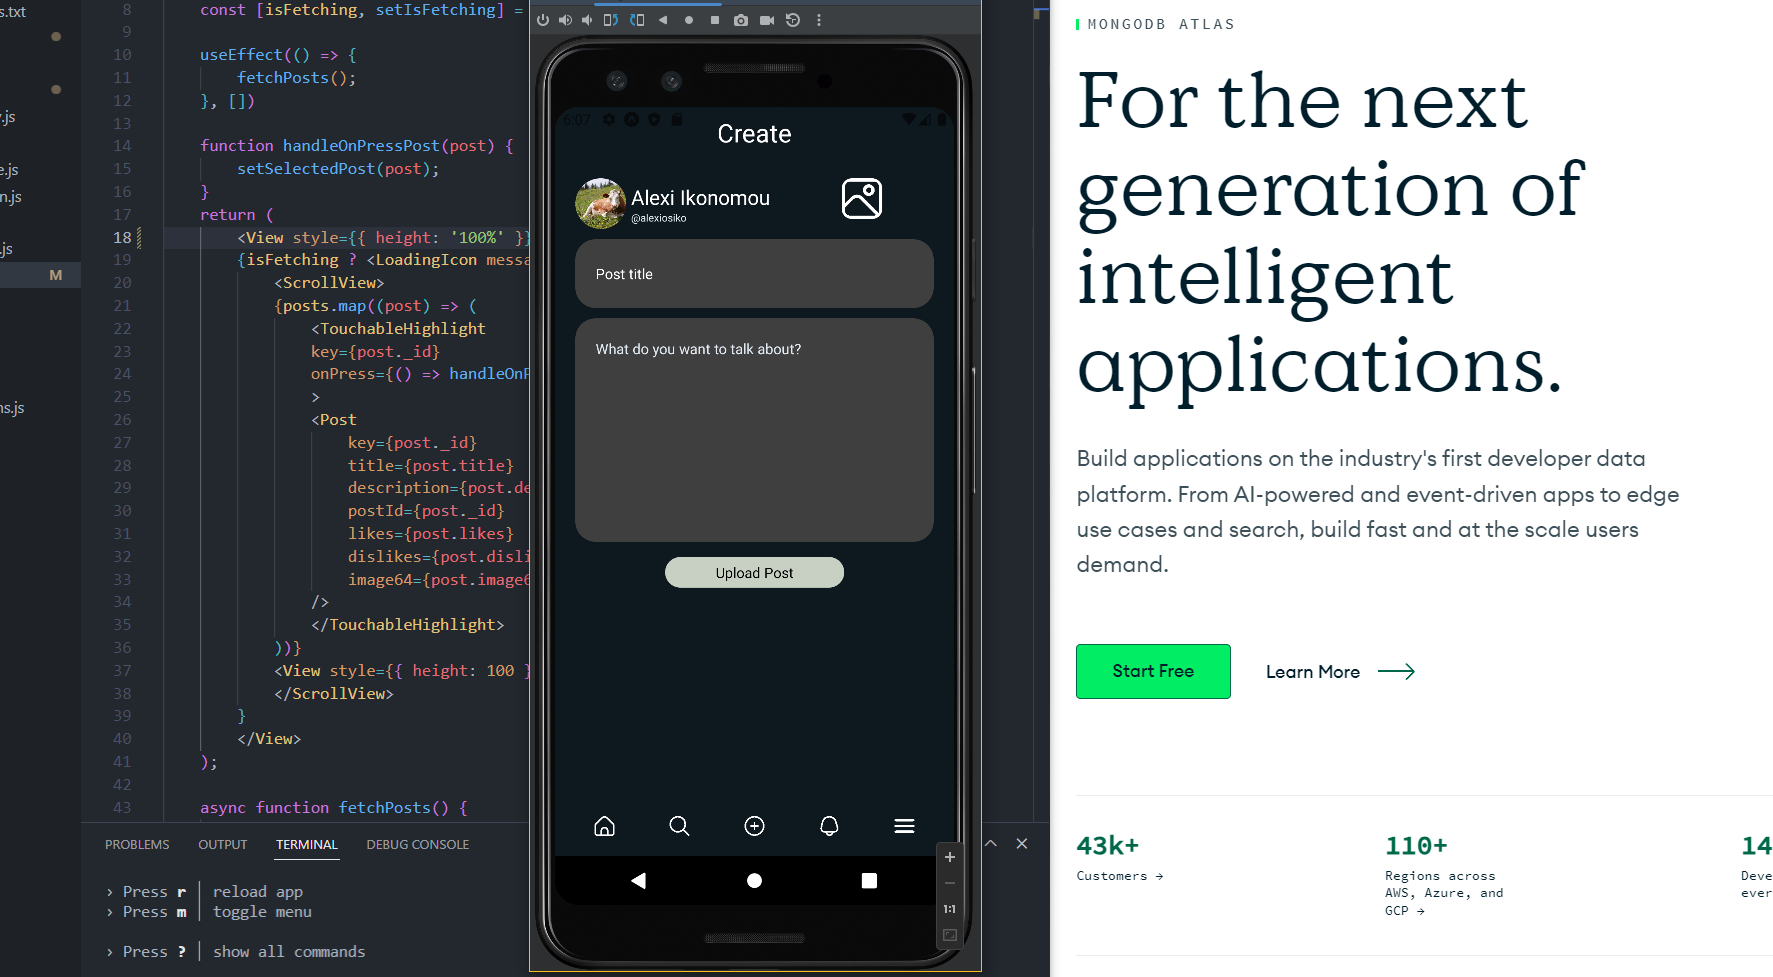 s.txt
.js
e.js
n.js
.js
M
ns.js
8 const [isFetching, setIsFetching] =
9
10 useEffect(() => {
11 fetchPosts();
12 }, [])
13
14 function handleOnPressPost(post) {
15 setSelectedPost(post);
16 }
17 return (
18 <View style={{ height: '100%' }}
19 {isFetching ? <LoadingIcon messa
20 <ScrollView>
21 {posts.map((post) => (
22 <TouchableHighlight
23 key={post._id}
24 onPress={() => handleOnP
25 >
26 <Post
27 key={post._id}
28 title={post.title}
29 description={post.de
30 postId={post._id}
31 likes={post.likes}
32 dislikes={post.disli
33 image64={post.image6
34 />
35 </TouchableHighlight>
36 ))}
37 <View style={{ height: 100 }
38 </ScrollView>
39 }
40 </View>
41 );
42
43 async function fetchPosts() {
PROBLEMS OUTPUT TERMINAL DEBUG CONSOLE
› Press r │ reload app
› Press m │ toggle menu
› Press ? │ show all commands
6:07
Create
Alexi Ikonomou
@alexiosiko
Post title
What do you want to talk about?
Upload Post
1:1
MONGODB ATLAS
For the next
generation of
intelligent
applications.
Build applications on the industry's first developer data
platform. From AI-powered and event-driven apps to edge
use cases and search, build fast and at the scale users
demand.
Start Free Learn More
43k+
Customers →
110+
Regions across
AWS, Azure, and
GCP →
14
Deve
ever